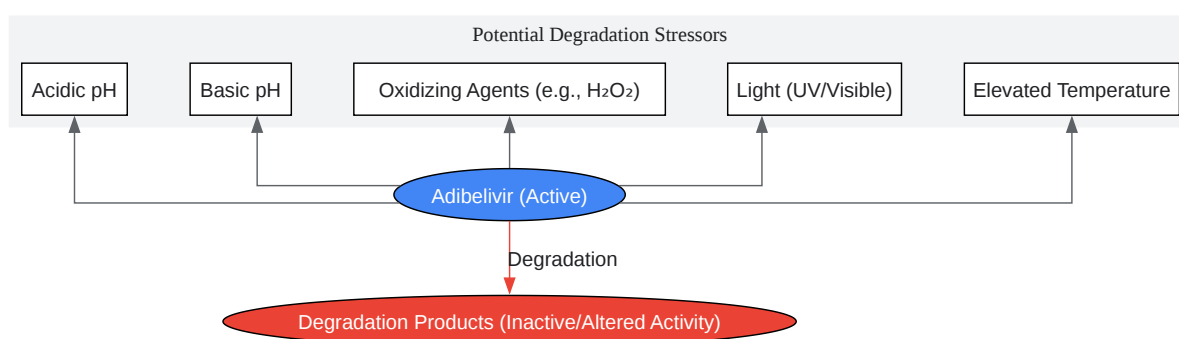 Potential Degradation Stressors
Acidic pH
Basic pH
Oxidizing Agents (e.g., H₂O₂)
Light (UV/Visible)
Elevated Temperature
Adibelivir (Active)
Degradation
Degradation Products (Inactive/Altered Activity)